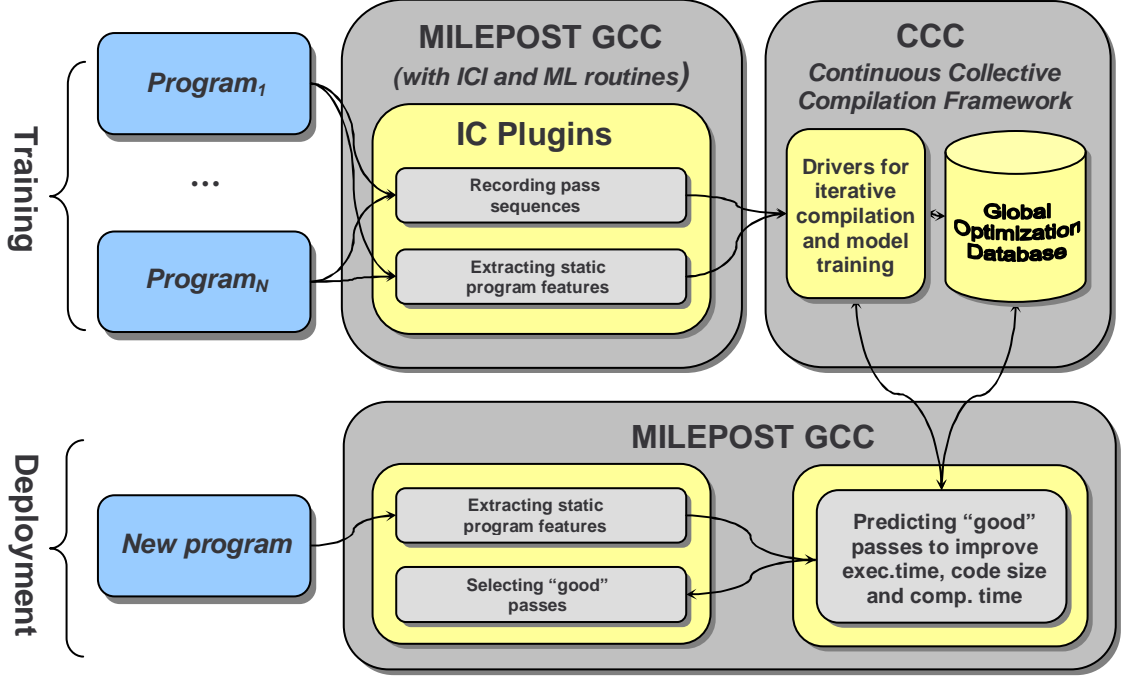 Training
Program1
...
ProgramN
MILEPOST GCC
(with ICI and ML routines)
IC Plugins
Recording pass
sequences
Extracting static
program features
CCC
Continuous Collective
Compilation Framework
Drivers for
iterative
compilation
and model
training
Global
Optimization
Database
Deployment
New program
MILEPOST GCC
Extracting static
program features
Selecting “good”
passes
Predicting “good”
passes to improve
exec.time, code size
and comp. time